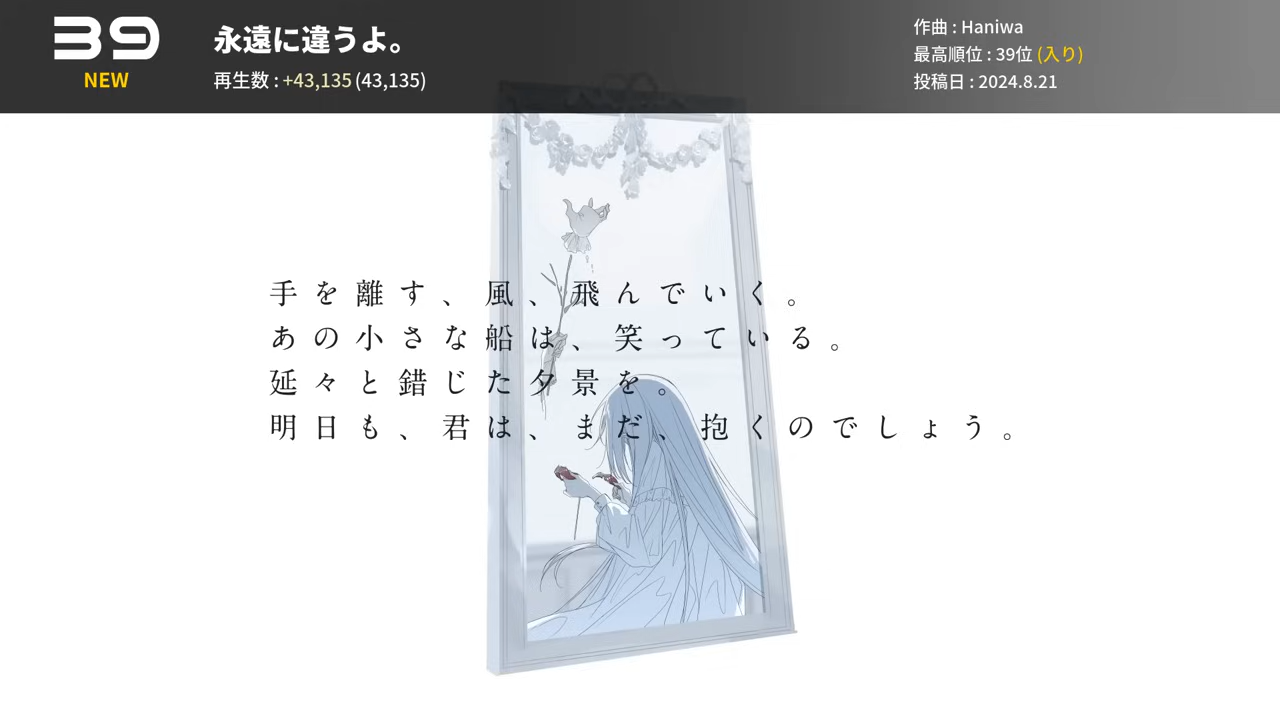 39
NEW
永遠に違うよ。
再生数 : +43,135 (43,135)
作曲 : Haniwa
最高順位 : 39位 (入り)
投稿日 : 2024.8.21
手を離す、風、飛んでいく。
あの小さな船は、笑っている。
延々と錯じた夕景を。
明日も、君は、まだ、抱くのでしょう。